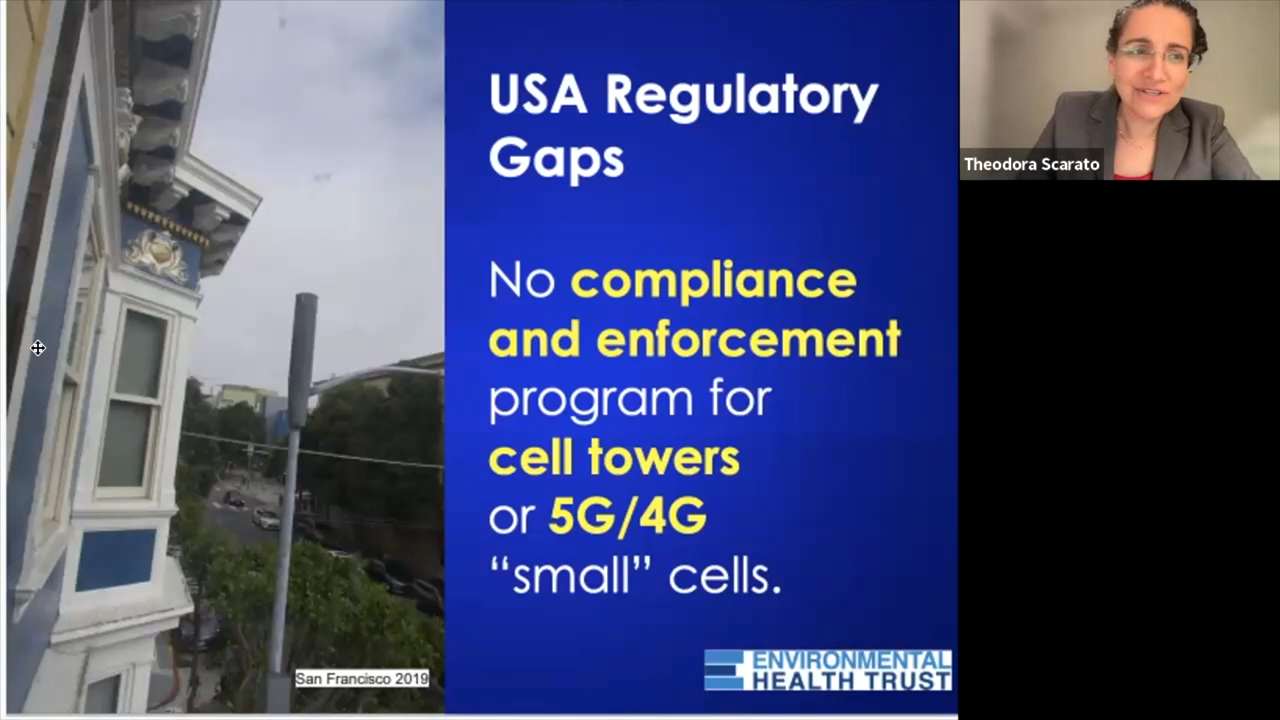 USA Regulatory
Gaps
No compliance
and enforcement
program for
cell towers
or 5G/4G
“small” cells.
San Francisco 2019
ENVIRONMENTAL
HEALTH TRUST
Theodora Scarato